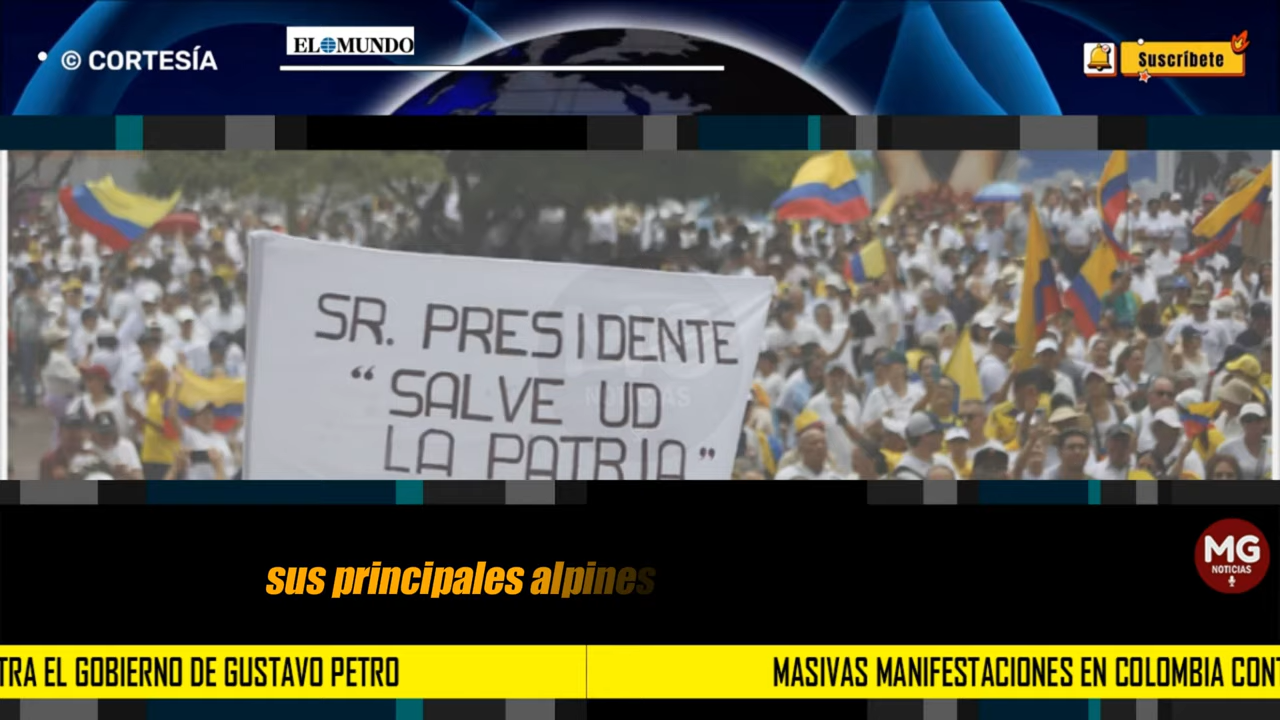 © CORTESÍA
EL MUNDO
Suscríbete
SR. PRESIDENTE
“SALVE UD
LA PATRIA”
NOTICIAS
sus principales alpines
MG
NOTICIAS
TRA EL GOBIERNO DE GUSTAVO PETRO
MASIVAS MANIFESTACIONES EN COLOMBIA CONT